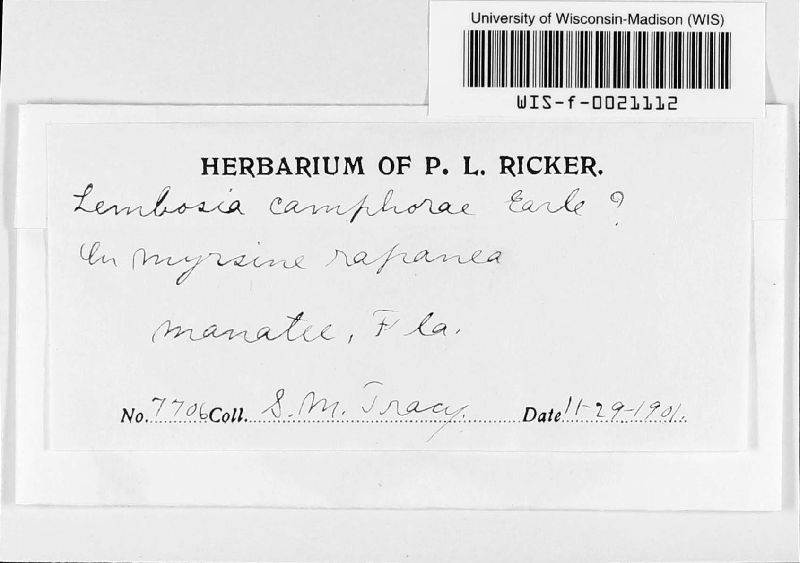 University of Wisconsin-Madison (WIS)
WIS-f-0021112
HERBARIUM OF P. L. RICKER.
Lembosia camphorae Earle ?
On Myrsine rapanea
Manatee, Fla.
No. 7706 Coll. S. M. Tracy. Date 11-29-1901.